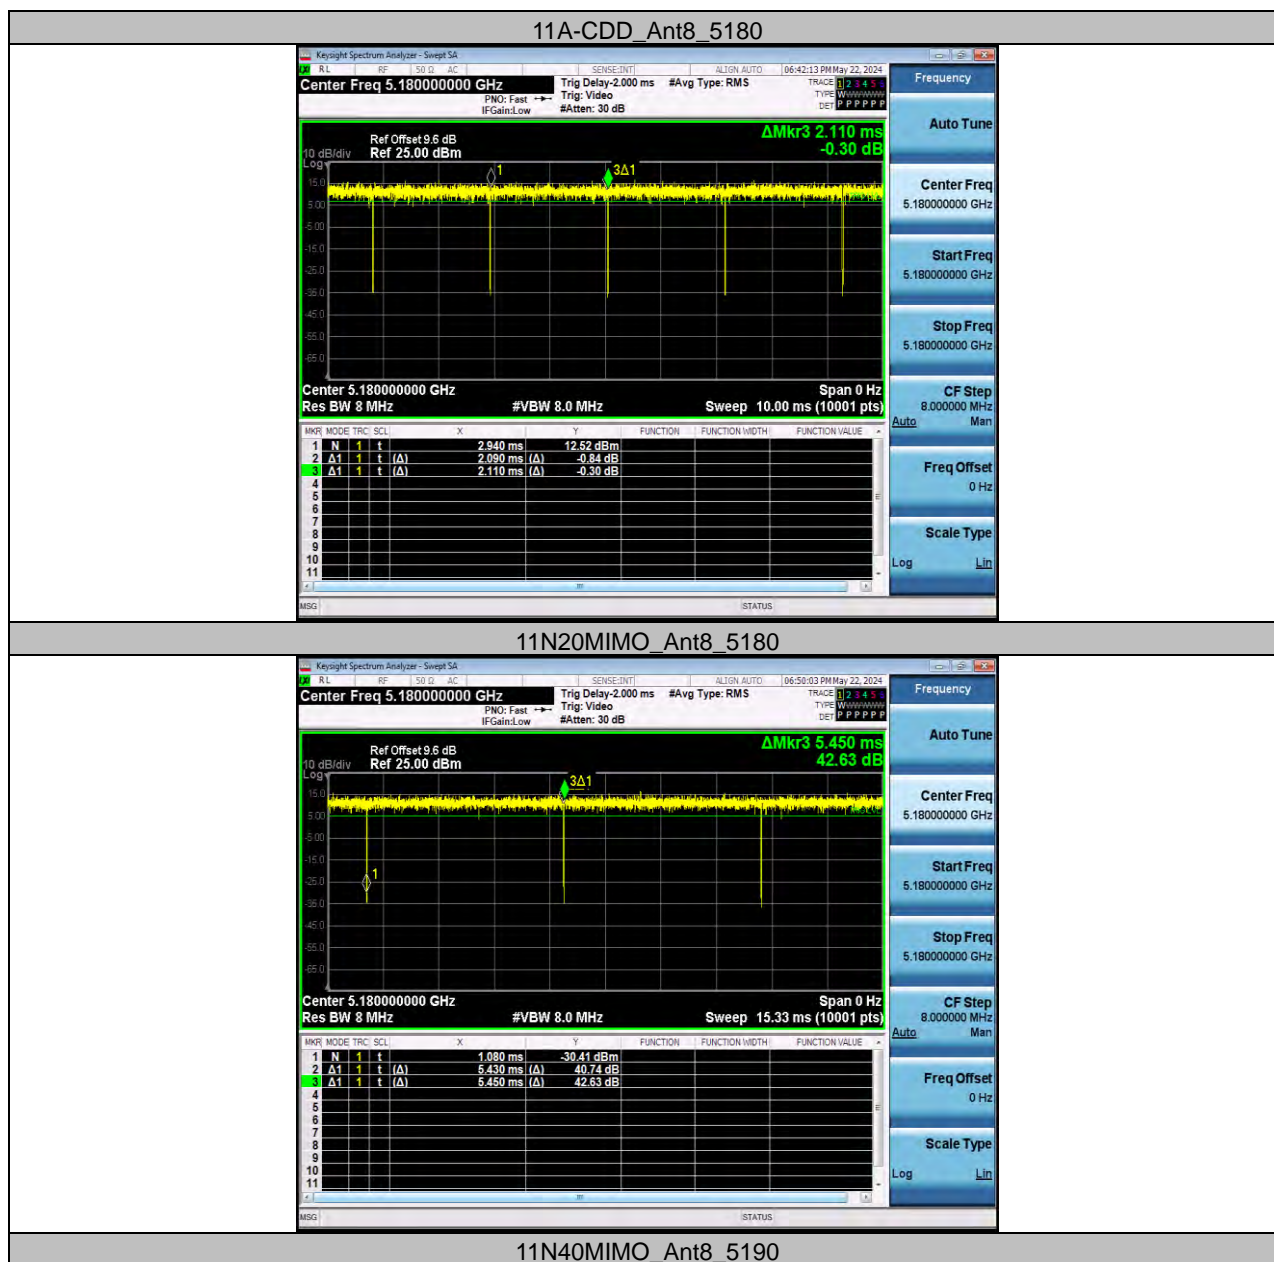 11A-CDD_Ant8_5180
Keysight Spectrum Analyzer - Swept SA
RL RF 50 Ω AC SENSE:INT ALIGN AUTO 06:42:13 PM May 22, 2024
Center Freq 5.180000000 GHz
PNO: Fast
IFGain:Low
Trig Delay-2.000 ms
Trig: Video
#Atten: 30 dB
#Avg Type: RMS
TRACE 1 2 3 4 5 6
TYPE WWWWWW
DET P P P P P P
Frequency
ΔMkr3 2.110 ms
-0.30 dB
Ref Offset 9.6 dB
10 dB/div Ref 25.00 dBm
Log
15.0
5.00
-5.00
-15.0
-25.0
-35.0
-45.0
-55.0
-65.0
1
3Δ1
Center 5.180000000 GHz Span 0 Hz
Res BW 8 MHz #VBW 8.0 MHz Sweep 10.00 ms (10001 pts)
MKR MODE TRC SCL X Y FUNCTION FUNCTION WIDTH FUNCTION VALUE
1 N 1 t 2.940 ms 12.52 dBm
2 Δ1 1 t (Δ) 2.090 ms (Δ) -0.84 dB
3 Δ1 1 t (Δ) 2.110 ms (Δ) -0.30 dB
4
5
6
7
8
9
10
11
MSG STATUS
Auto Tune
Center Freq
5.180000000 GHz
Start Freq
5.180000000 GHz
Stop Freq
5.180000000 GHz
CF Step
8.000000 MHz
Auto Man
Freq Offset
0 Hz
Scale Type
Log Lin
11N20MIMO_Ant8_5180
Keysight Spectrum Analyzer - Swept SA
RL RF 50 Ω AC SENSE:INT ALIGN AUTO 06:50:03 PM May 22, 2024
Center Freq 5.180000000 GHz
PNO: Fast
IFGain:Low
Trig Delay-2.000 ms
Trig: Video
#Atten: 30 dB
#Avg Type: RMS
TRACE 1 2 3 4 5 6
TYPE WWWWWW
DET P P P P P P
Frequency
ΔMkr3 5.450 ms
42.63 dB
Ref Offset 9.6 dB
10 dB/div Ref 25.00 dBm
Log
15.0
5.00
-5.00
-15.0
-25.0
-35.0
-45.0
-55.0
-65.0
1
3Δ1
Center 5.180000000 GHz Span 0 Hz
Res BW 8 MHz #VBW 8.0 MHz Sweep 15.33 ms (10001 pts)
MKR MODE TRC SCL X Y FUNCTION FUNCTION WIDTH FUNCTION VALUE
1 N 1 t 1.080 ms -30.41 dBm
2 Δ1 1 t (Δ) 5.430 ms (Δ) 40.74 dB
3 Δ1 1 t (Δ) 5.450 ms (Δ) 42.63 dB
4
5
6
7
8
9
10
11
MSG STATUS
Auto Tune
Center Freq
5.180000000 GHz
Start Freq
5.180000000 GHz
Stop Freq
5.180000000 GHz
CF Step
8.000000 MHz
Auto Man
Freq Offset
0 Hz
Scale Type
Log Lin
11N40MIMO_Ant8_5190